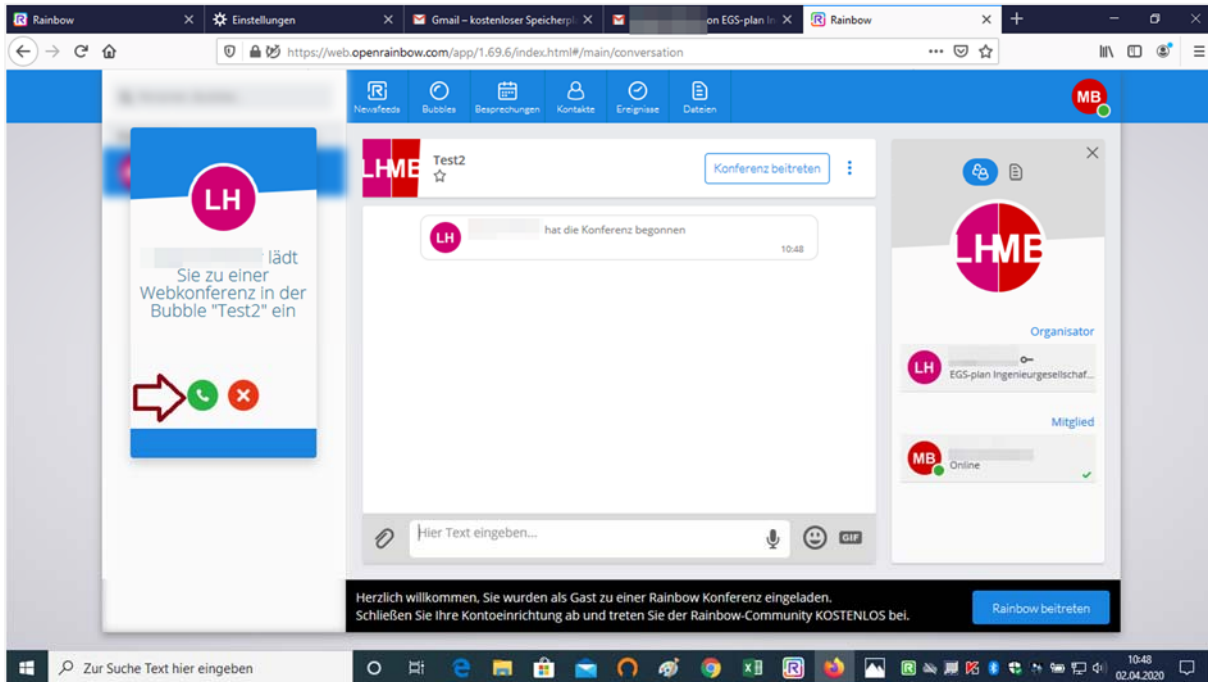 Rainbow
Einstellungen
Gmail – kostenloser Speicherpl
on EGS-plan In
Rainbow
https://web.openrainbow.com/app/1.69.6/index.html#/main/conversation
Newsfeeds
Bubbles
Besprechungen
Kontakte
Ereignisse
Dateien
MB
LH
lädt
Sie zu einer
Webkonferenz in der
Bubble "Test2" ein
LHMB
Test2
Konferenz beitreten
LH
hat die Konferenz begonnen
10:48
LHMB
Organisator
LH
EGS-plan Ingenieurgesellschaf...
Mitglied
MB
Online
Hier Text eingeben...
GIF
Herzlich willkommen, Sie wurden als Gast zu einer Rainbow Konferenz eingeladen.
Schließen Sie Ihre Kontoeinrichtung ab und treten Sie der Rainbow-Community KOSTENLOS bei.
Rainbow beitreten
Zur Suche Text hier eingeben
10:48
02.04.2020